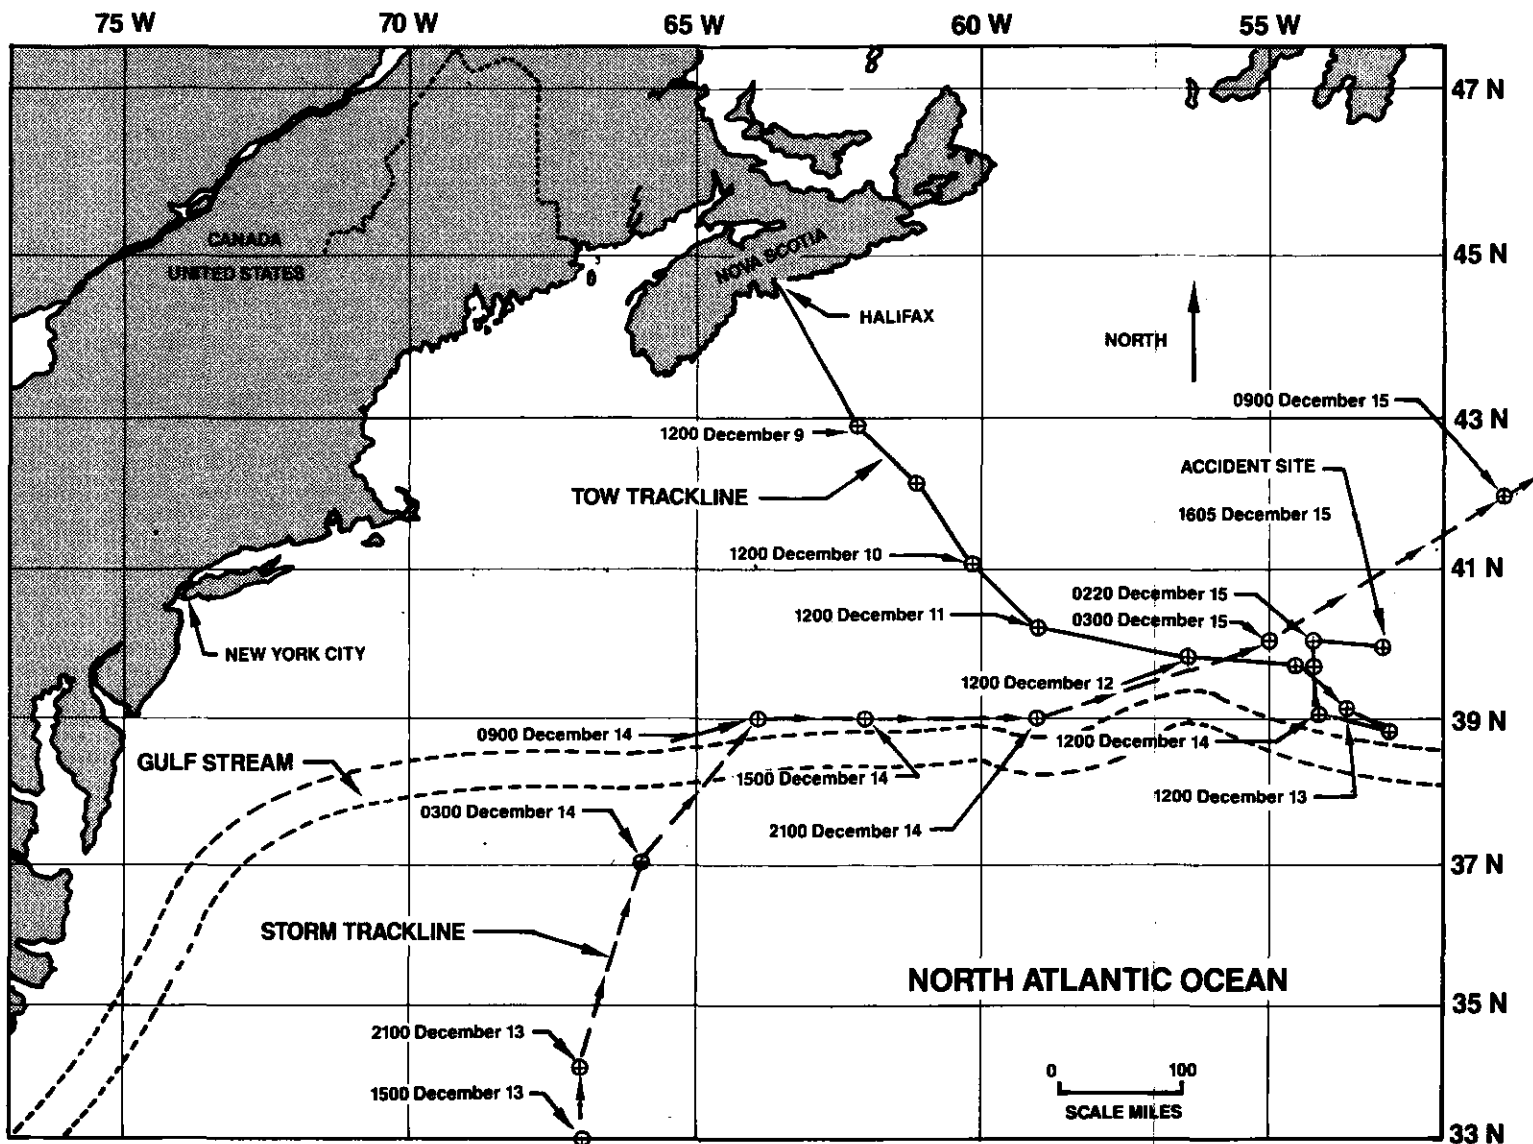 75 W 70 W 65 W 60 W 55 W
47 N
CANADA
UNITED STATES
NOVA SCOTIA
45 N
HALIFAX
NORTH
0900 December 15
43 N
1200 December 9
ACCIDENT SITE
TOW TRACKLINE
1605 December 15
1200 December 10
41 N
0220 December 15
1200 December 11
0300 December 15
NEW YORK CITY
1200 December 12
39 N
0900 December 14
1200 December 14
GULF STREAM
1500 December 14
1200 December 13
0300 December 14
2100 December 14
37 N
STORM TRACKLINE
NORTH ATLANTIC OCEAN
35 N
2100 December 13
0 100
1500 December 13
SCALE MILES
33 N